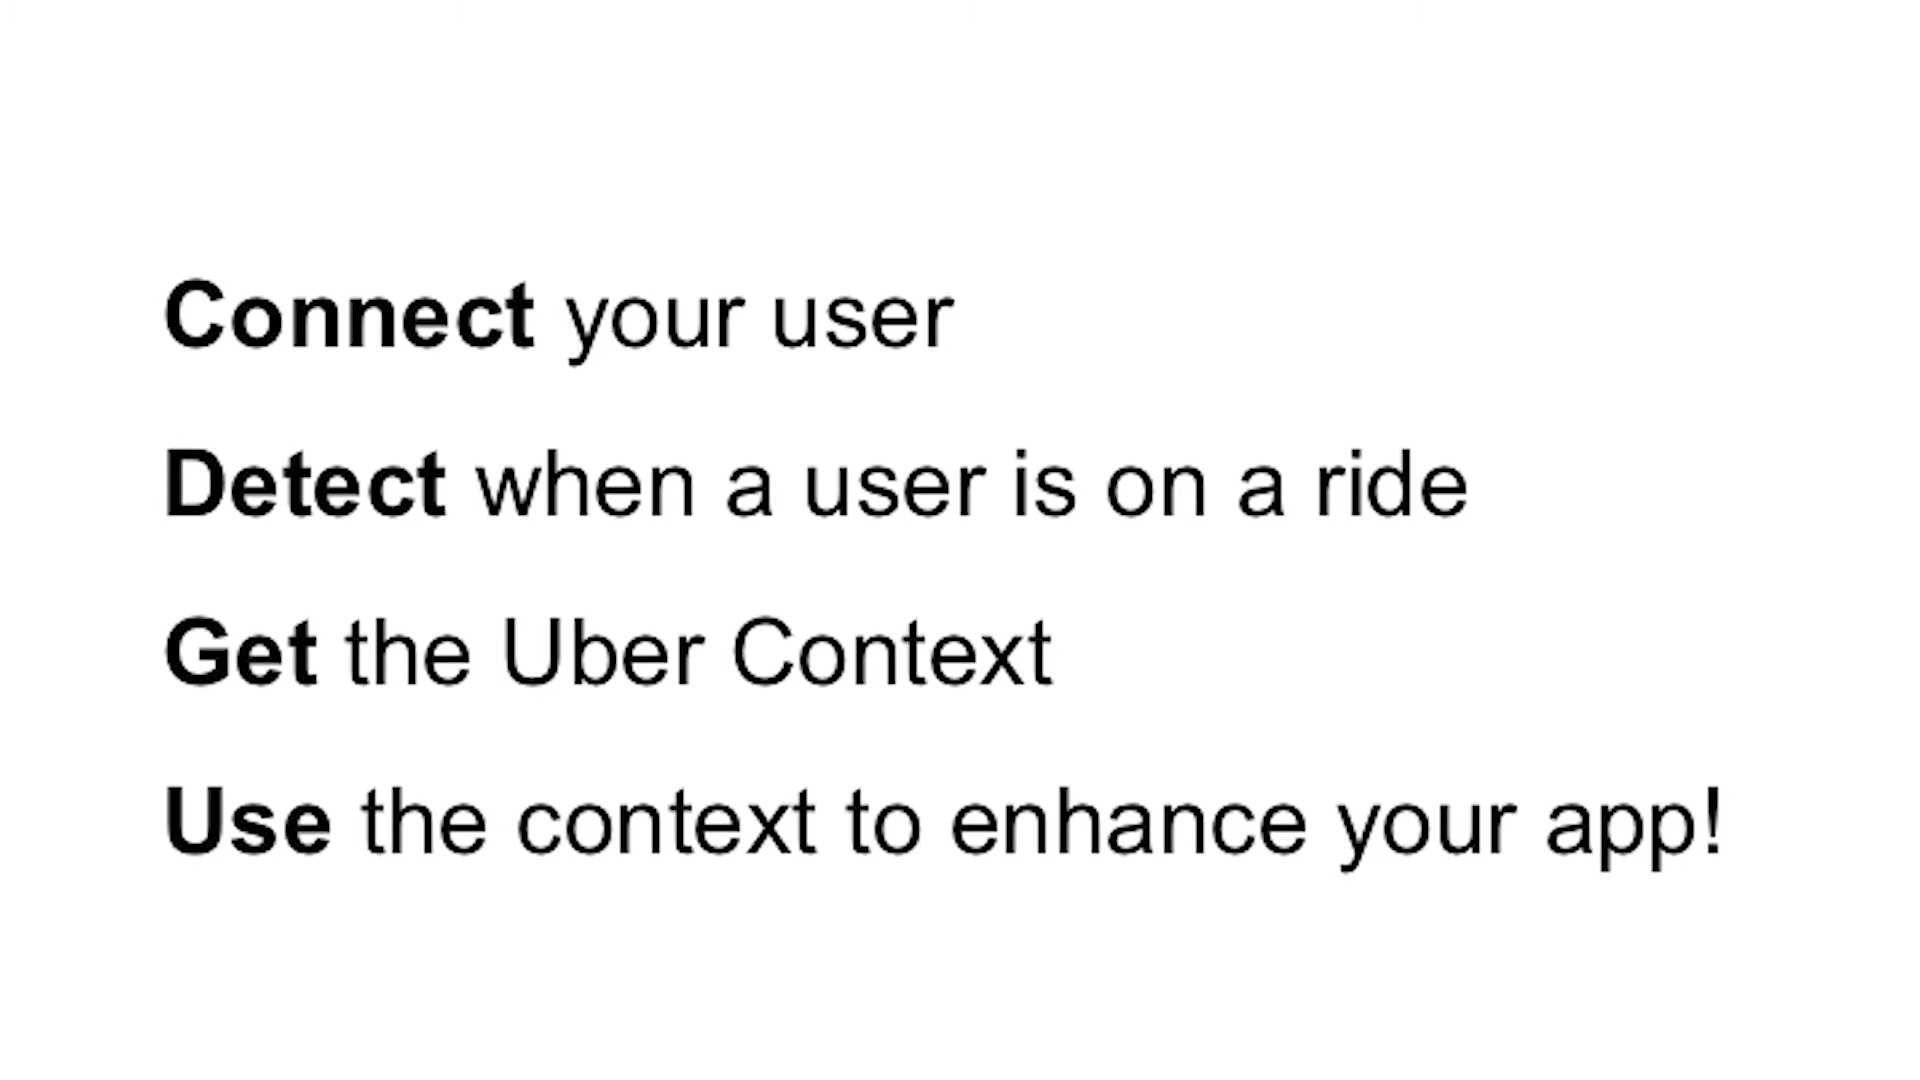 Connect your user
Detect when a user is on a ride
Get the Uber Context
Use the context to enhance your app!